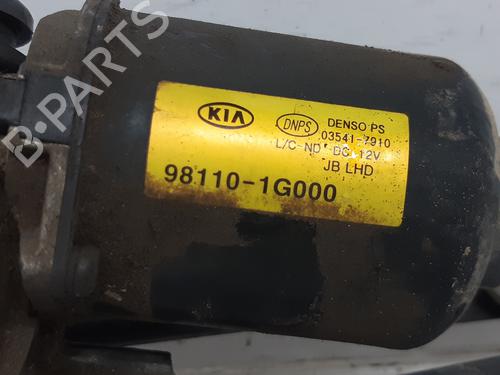 KIA
DNPS
DENSO PS
03541-7910
L/C-ND DC 12V
JB LHD
98110-1G000
B-PARTS